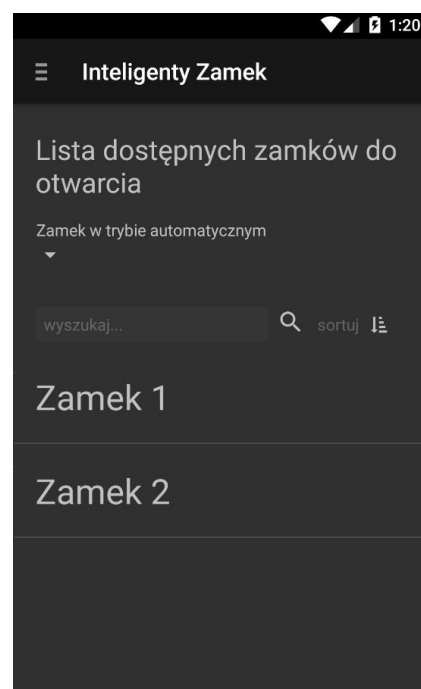 1:20
Inteligenty Zamek
Lista dostępnych zamków do
otwarcia
Zamek w trybie automatycznym
wyszukaj... sortuj
Zamek 1
Zamek 2